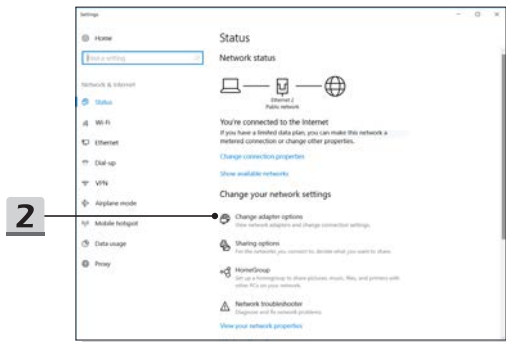 Settings
Home
Find a setting
Network & Internet
Status
Wi-Fi
Ethernet
Dial-up
VPN
Airplane mode
Mobile hotspot
Data usage
Proxy
2
Status
Network status
Ethernet 2
Public network
You're connected to the Internet
If you have a limited data plan, you can make this network a
metered connection or change other properties.
Change connection properties
Show available networks
Change your network settings
Change adapter options
View network adapters and change connection settings.
Sharing options
For the networks you connect to, decide what you want to share.
HomeGroup
Set up a homegroup to share pictures, music, files, and printers with
other PCs on your network.
Network troubleshooter
Diagnose and fix network problems.
View your network properties